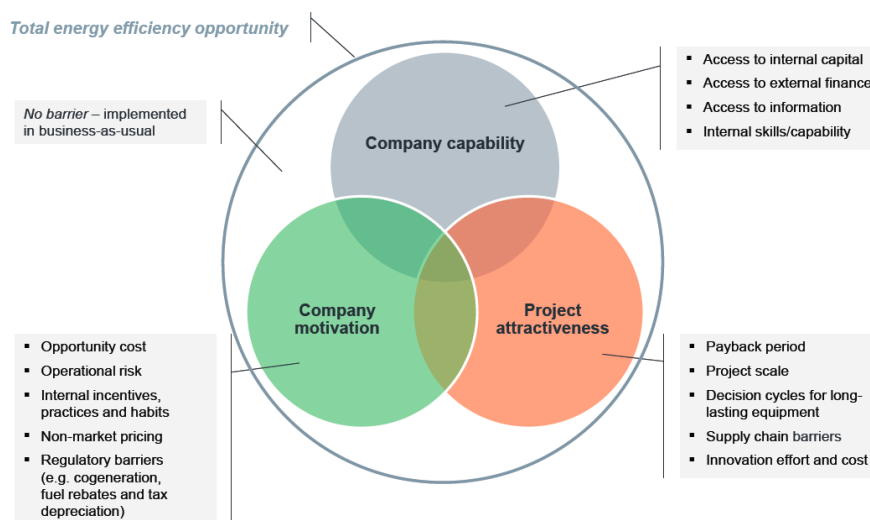 Total energy efficiency opportunity
No barrier – implemented
in business-as-usual
Company capability
▪ Access to internal capital
▪ Access to external finance
▪ Access to information
▪ Internal skills/capability
Company
motivation
Project
attractiveness
▪ Opportunity cost
▪ Operational risk
▪ Internal incentives,
practices and habits
▪ Non-market pricing
▪ Regulatory barriers
(e.g. cogeneration,
fuel rebates and tax
depreciation)
▪ Payback period
▪ Project scale
▪ Decision cycles for long-
lasting equipment
▪ Supply chain barriers
▪ Innovation effort and cost